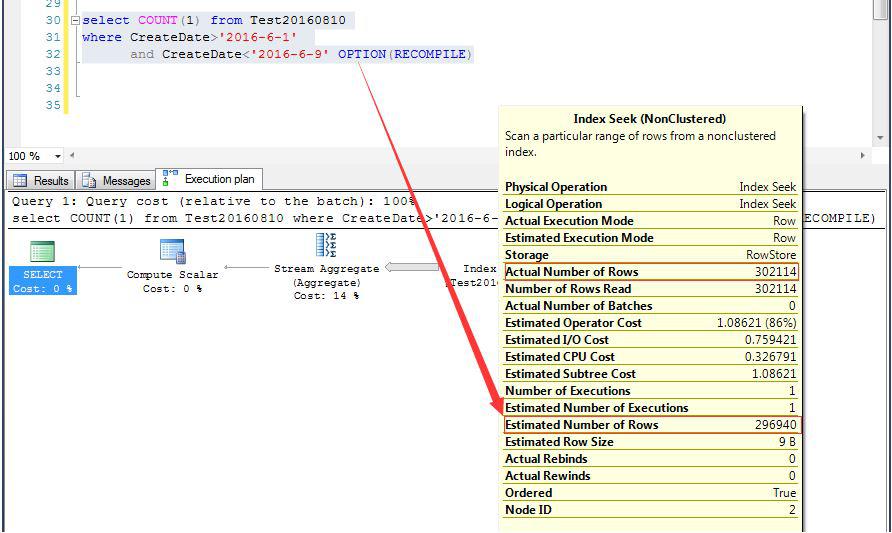 29
30 select COUNT(1) from Test20160810
31 where CreateDate>'2016-6-1'
32 and CreateDate<'2016-6-9' OPTION(RECOMPILE)
33
34
35
100 %
Results Messages Execution plan
Query 1: Query cost (relative to the batch): 100%
select COUNT(1) from Test20160810 where CreateDate>'2016-6- ECOMPILE)
SELECT
Cost: 0 %
Compute Scalar
Cost: 0 %
Stream Aggregate
(Aggregate)
Cost: 14 %
Index
[Test201
Index Seek (NonClustered)
Scan a particular range of rows from a nonclustered
index.
Physical Operation Index Seek
Logical Operation Index Seek
Actual Execution Mode Row
Estimated Execution Mode Row
Storage RowStore
Actual Number of Rows 302114
Number of Rows Read 302114
Actual Number of Batches 0
Estimated Operator Cost 1.08621 (86%)
Estimated I/O Cost 0.759421
Estimated CPU Cost 0.326791
Estimated Subtree Cost 1.08621
Number of Executions 1
Estimated Number of Executions 1
Estimated Number of Rows 296940
Estimated Row Size 9 B
Actual Rebinds 0
Actual Rewinds 0
Ordered True
Node ID 2